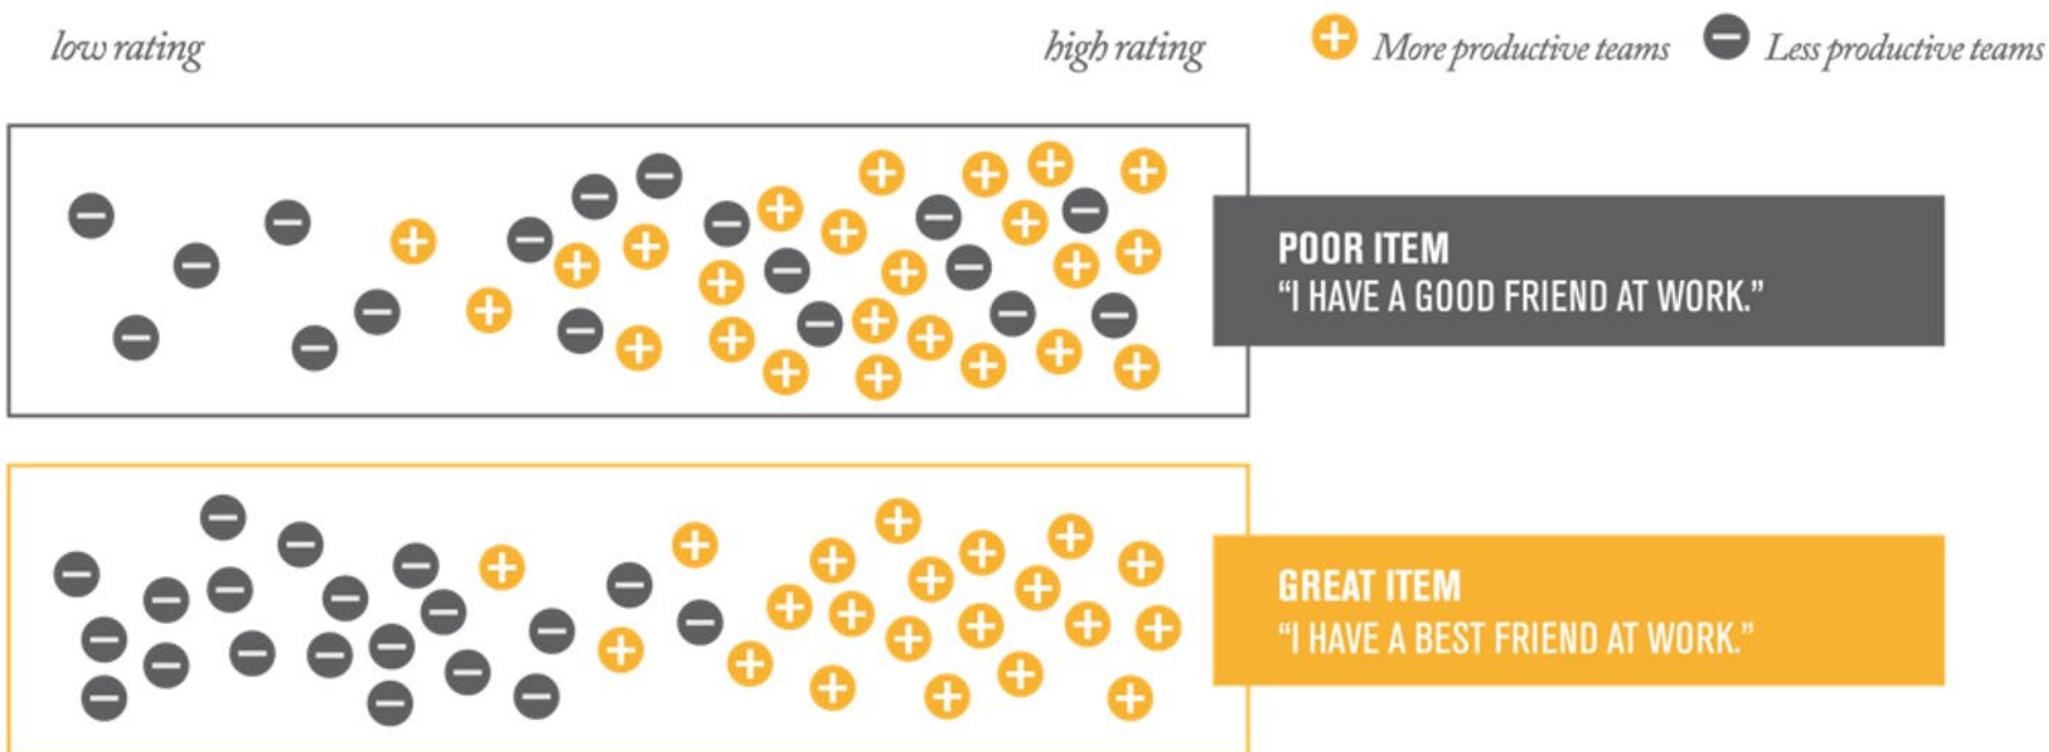 low rating
high rating
More productive teams
Less productive teams
POOR ITEM
“I HAVE A GOOD FRIEND AT WORK.”
GREAT ITEM
“I HAVE A BEST FRIEND AT WORK.”